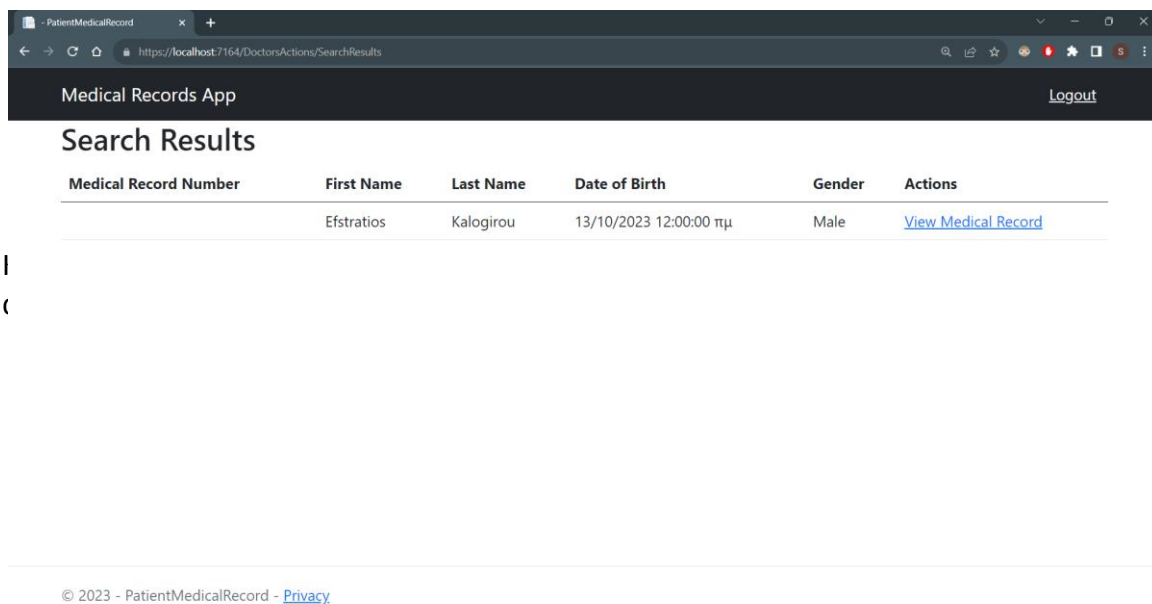 - PatientMedicalRecord
https://localhost:7164/DoctorsActions/SearchResults
S
Medical Records App Logout
Search Results
Medical Record Number First Name Last Name Date of Birth Gender Actions
Efstratios Kalogirou 13/10/2023 12:00:00 πμ Male View Medical Record
© 2023 - PatientMedicalRecord - Privacy